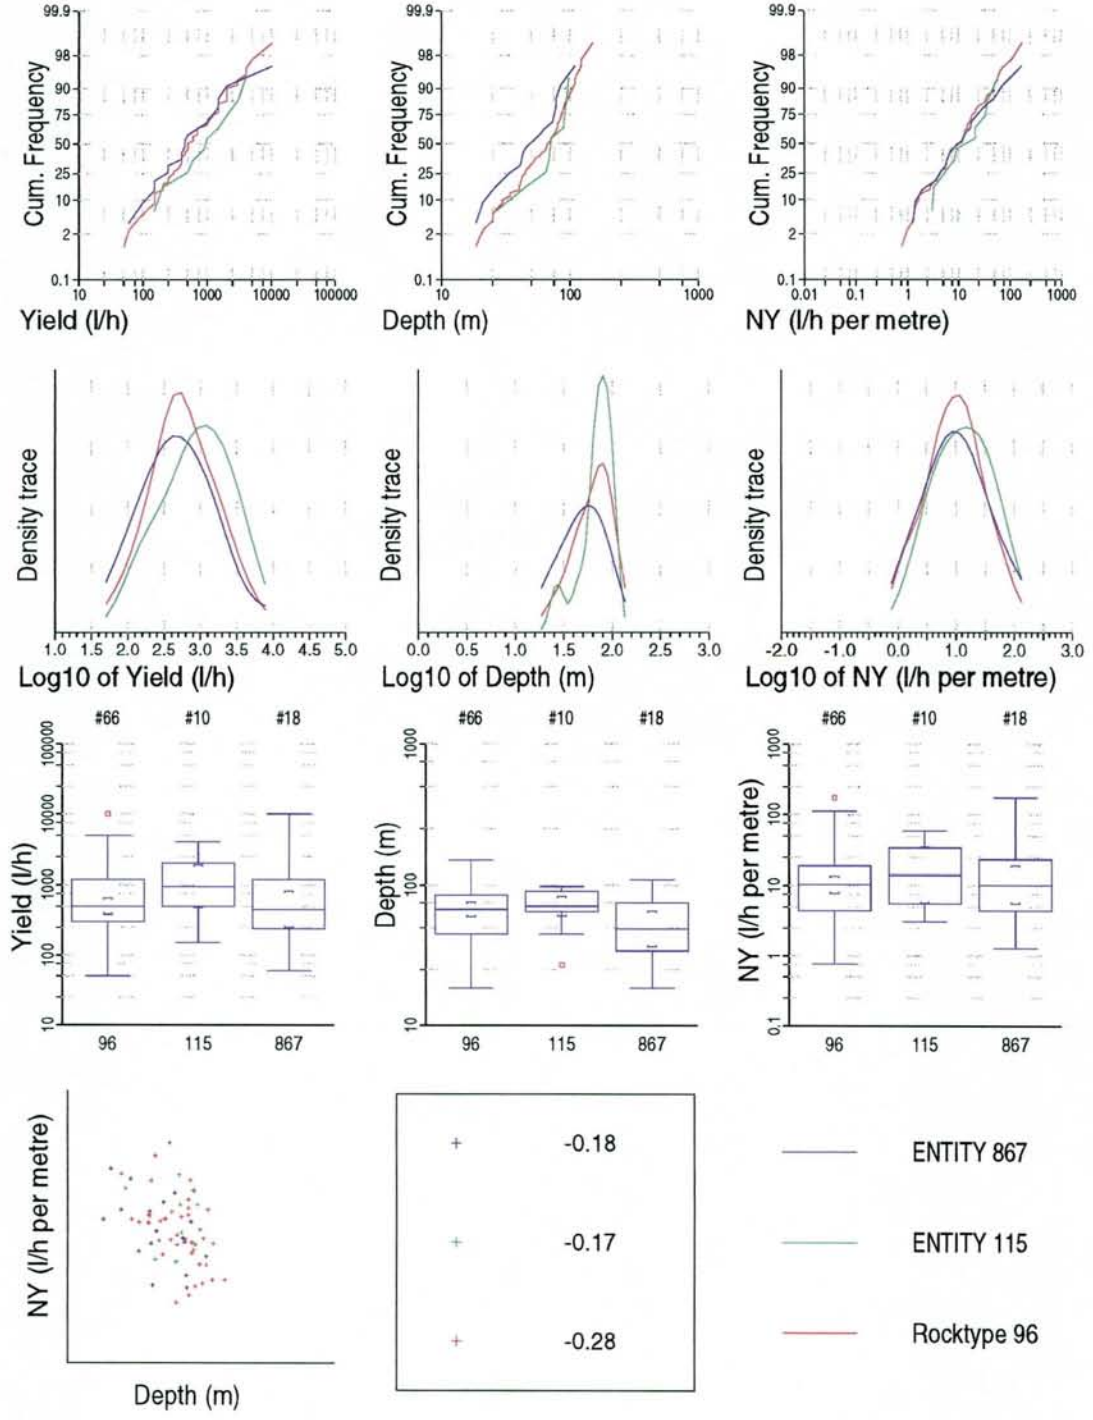 99.9
98
90
75
50
25
10
2
0.1
Cum. Frequency
10 100 1000 10000 100000
Yield (l/h)
99.9
98
90
75
50
25
10
2
0.1
Cum. Frequency
10 100 1000
Depth (m)
99.9
98
90
75
50
25
10
2
0.1
Cum. Frequency
0.01 0.1 1 10 100 1000
NY (l/h per metre)
Density trace
1.0 1.5 2.0 2.5 3.0 3.5 4.0 4.5 5.0
Log10 of Yield (l/h)
Density trace
0.0 0.5 1.0 1.5 2.0 2.5 3.0
Log10 of Depth (m)
Density trace
-2.0 -1.0 0.0 1.0 2.0 3.0
Log10 of NY (l/h per metre)
#66 #10 #18
100000
10000
1000
100
10
Yield (l/h)
96 115 867
#66 #10 #18
1000
100
10
Depth (m)
96 115 867
#66 #10 #18
1000
100
10
1
0.1
NY (l/h per metre)
96 115 867
NY (l/h per metre)
Depth (m)
-0.18
-0.17
-0.28
ENTITY 867
ENTITY 115
Rocktype 96